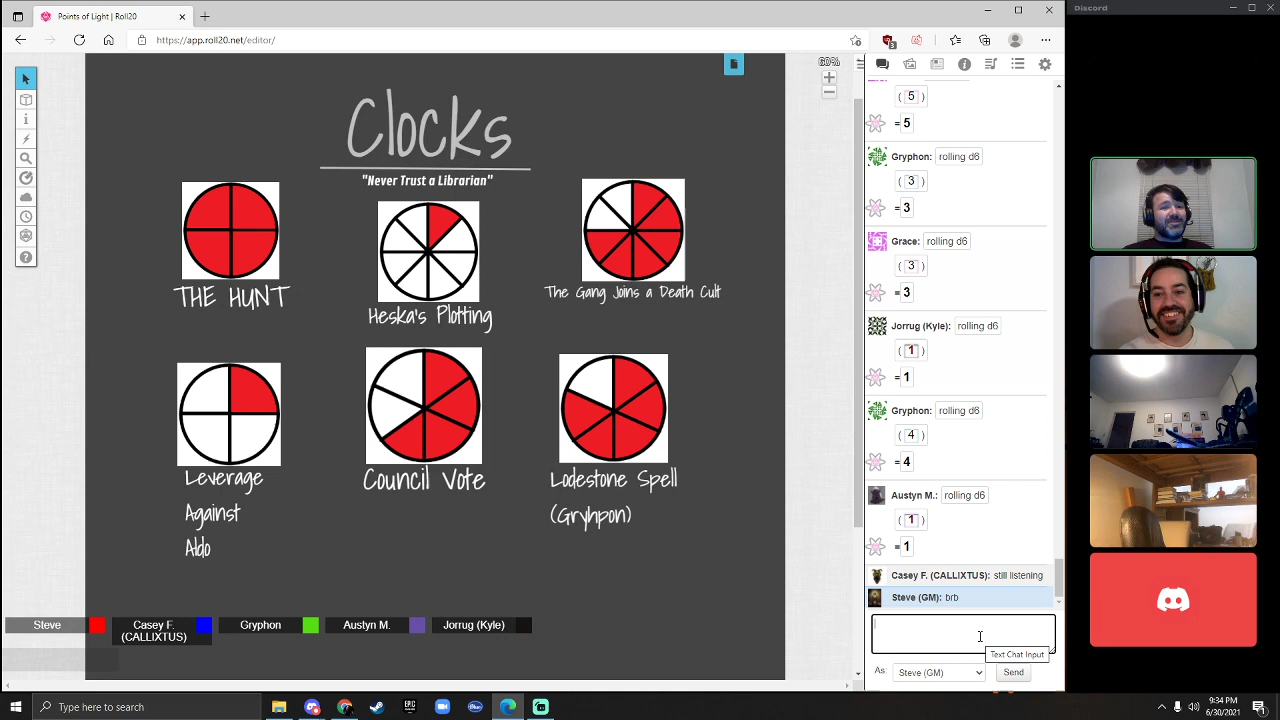 Points of Light | Roll20
Discord
https://app.roll20.net/editor/
3
60%
Clocks
"Never Trust a Librarian"
THE HUNT
Heska's Plotting
The Gang Joins a Death Cult
Leverage
Against
Aldo
Council Vote
Lodestone Spell
(Gryhpon)
( 5 )
= 5
Gryphon: rolling d6
( 3 )
= 3
Grace: rolling d6
( 3 )
= 3
Jorrug (Kyle): rolling d6
( 1 )
= 1
Gryphon: rolling d6
( 4 )
= 4
Austyn M.: rolling d6
( 1 )
= 1
Casey F. (CALLIXTUS): still listening
Steve (GM): brb
Text Chat Input
As: Steve (GM) Send
Steve
Casey F.
(CALLIXTUS)
Gryphon
Austyn M.
Jorrug (Kyle)
Type here to search
EPIC
9:34 PM
6/30/2021